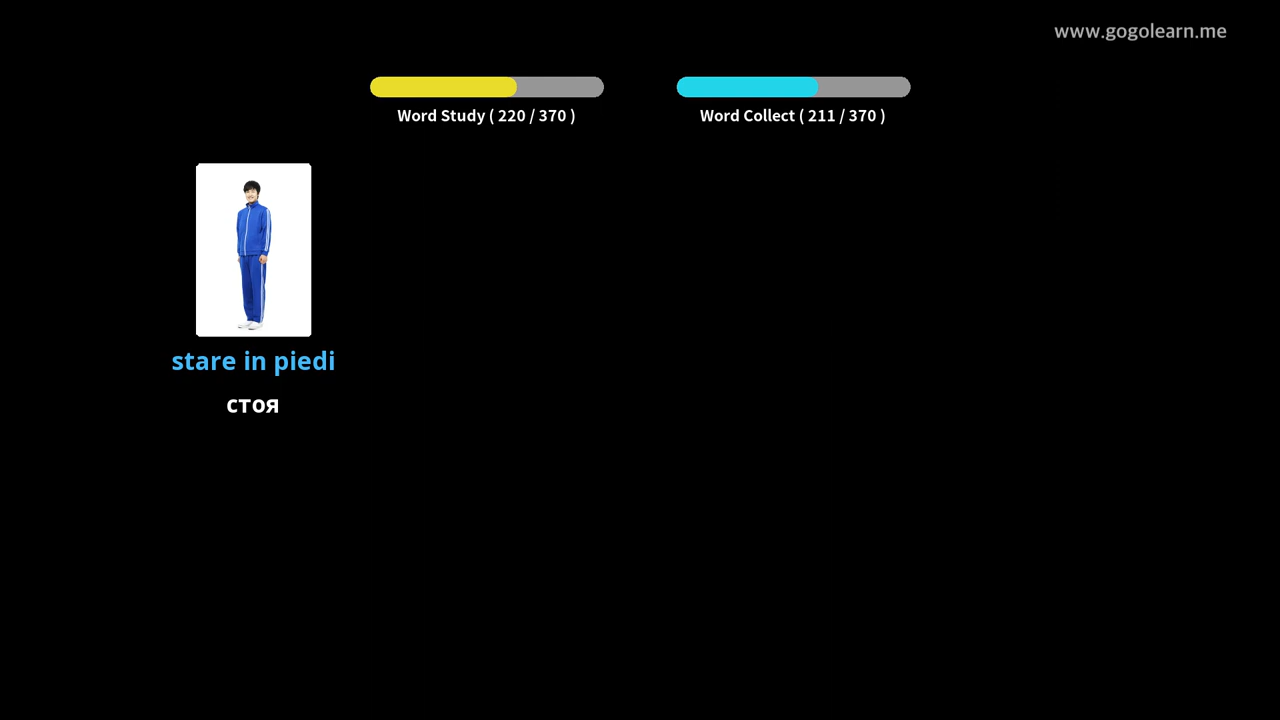 www.gogolearn.me
Word Study ( 220 / 370 )
Word Collect ( 211 / 370 )
stare in piedi
стоя